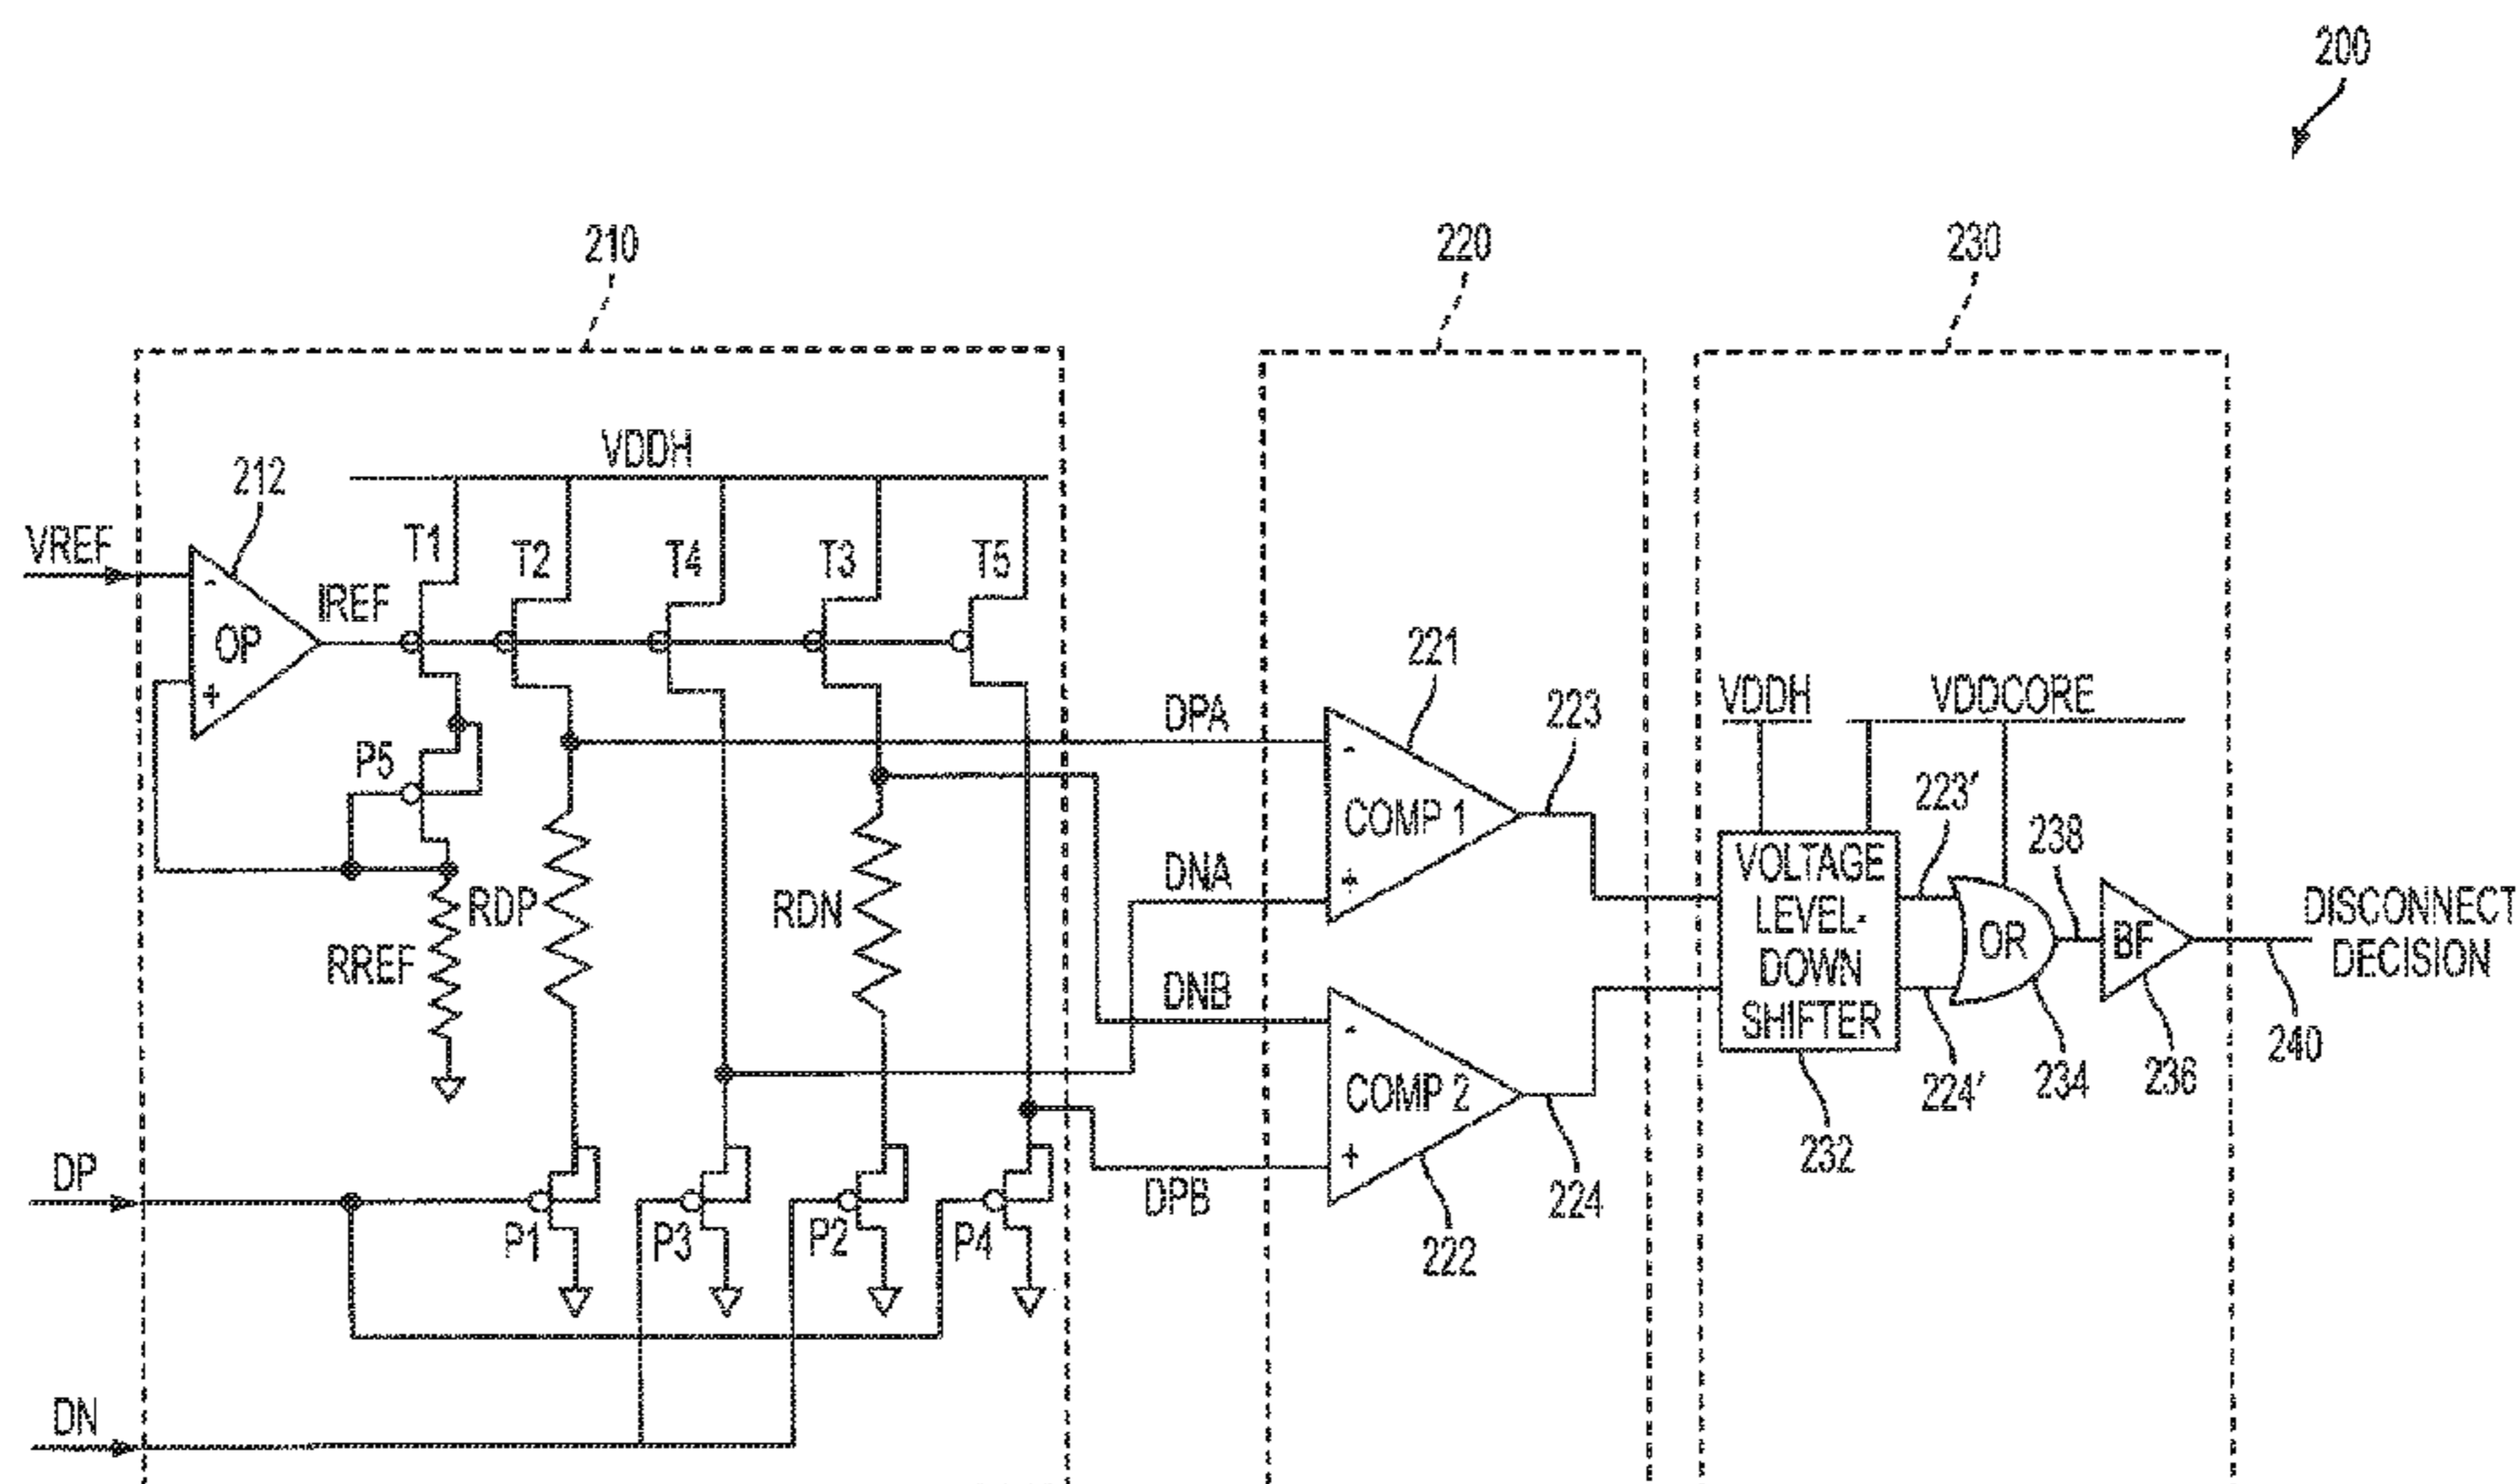 200
210
220
230
VDDH
212
VREF
-
OP
+
IREF
T1
T2
T4
T3
T5
P5
RREF
RDP
RDN
DPA
DNA
DNB
DPB
221
-
COMP 1
+
223
-
COMP 2
+
222
224
VDDH
VDDCORE
VOLTAGE
LEVEL-
DOWN
SHIFTER
232
223'
224'
OR
234
238
BF
236
DISCONNECT
DECISION
240
DP
P1
P3
P2
P4
DN